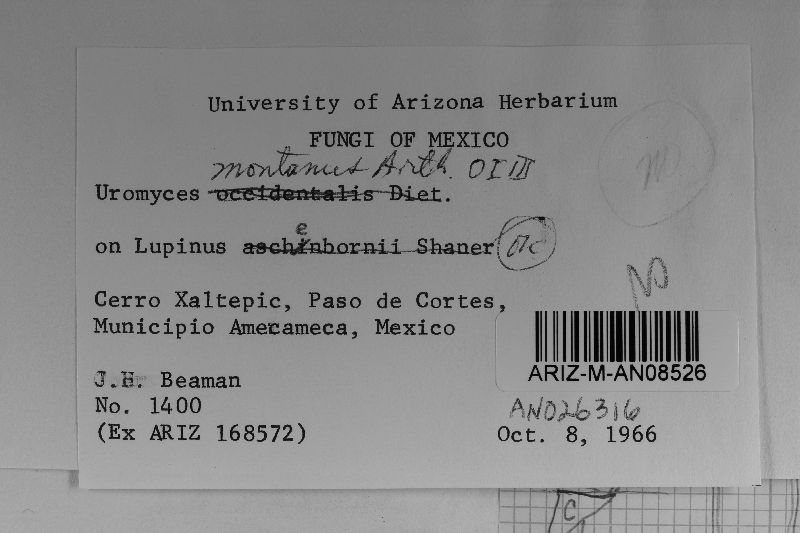 University of Arizona Herbarium
FUNGI OF MEXICO
montanus Arth. O I III
Uromyces occidentalis Diet.
e
on Lupinus aschinbornii Shaner
Cerro Xaltepic, Paso de Cortes,
Municipio Amecameca, Mexico
ARIZ-M-AN08526
J.H. Beaman
No. 1400
AN026316
(Ex ARIZ 168572)
Oct. 8, 1966
C